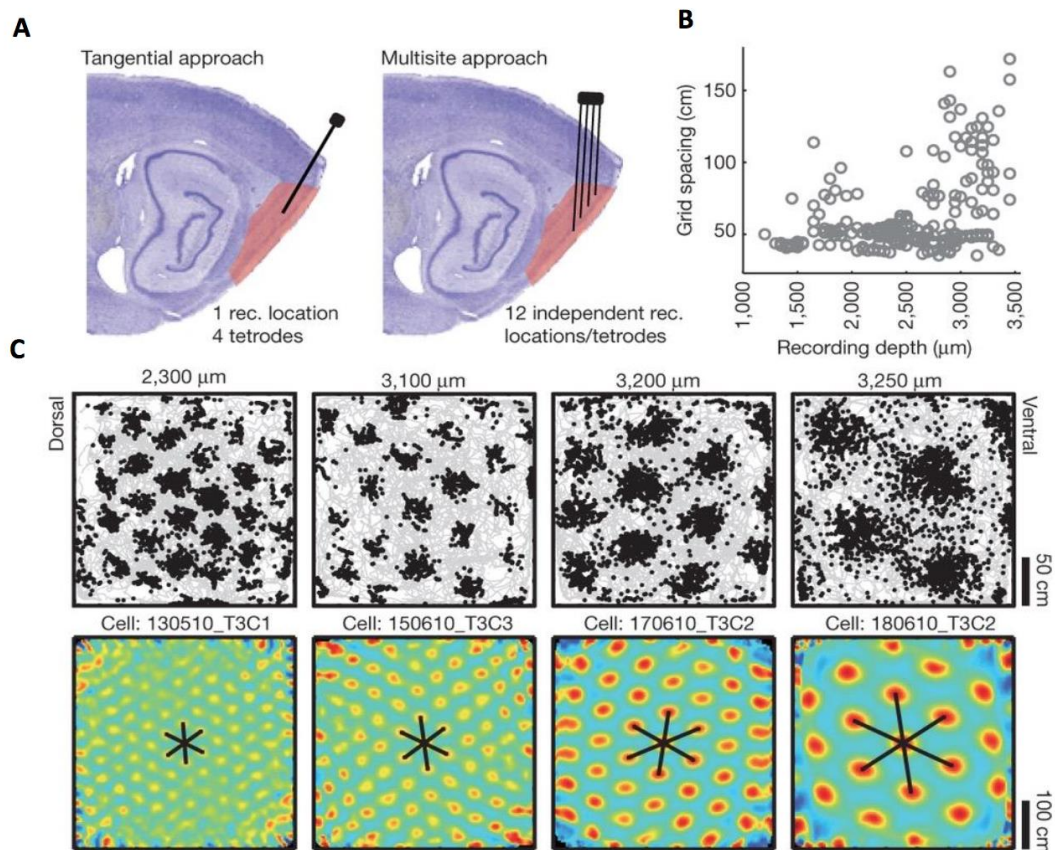 A
Tangential approach
Multisite approach
1 rec. location
4 tetrodes
12 independent rec.
locations/tetrodes
B
Grid spacing (cm)
150
100
50
1,000
1,500
2,000
2,500
3,000
3,500
Recording depth (μm)
C
2,300 μm
3,100 μm
3,200 μm
3,250 μm
Dorsal
Ventral
50 cm
Cell: 130510_T3C1
Cell: 150610_T3C3
Cell: 170610_T3C2
Cell: 180610_T3C2
100 cm